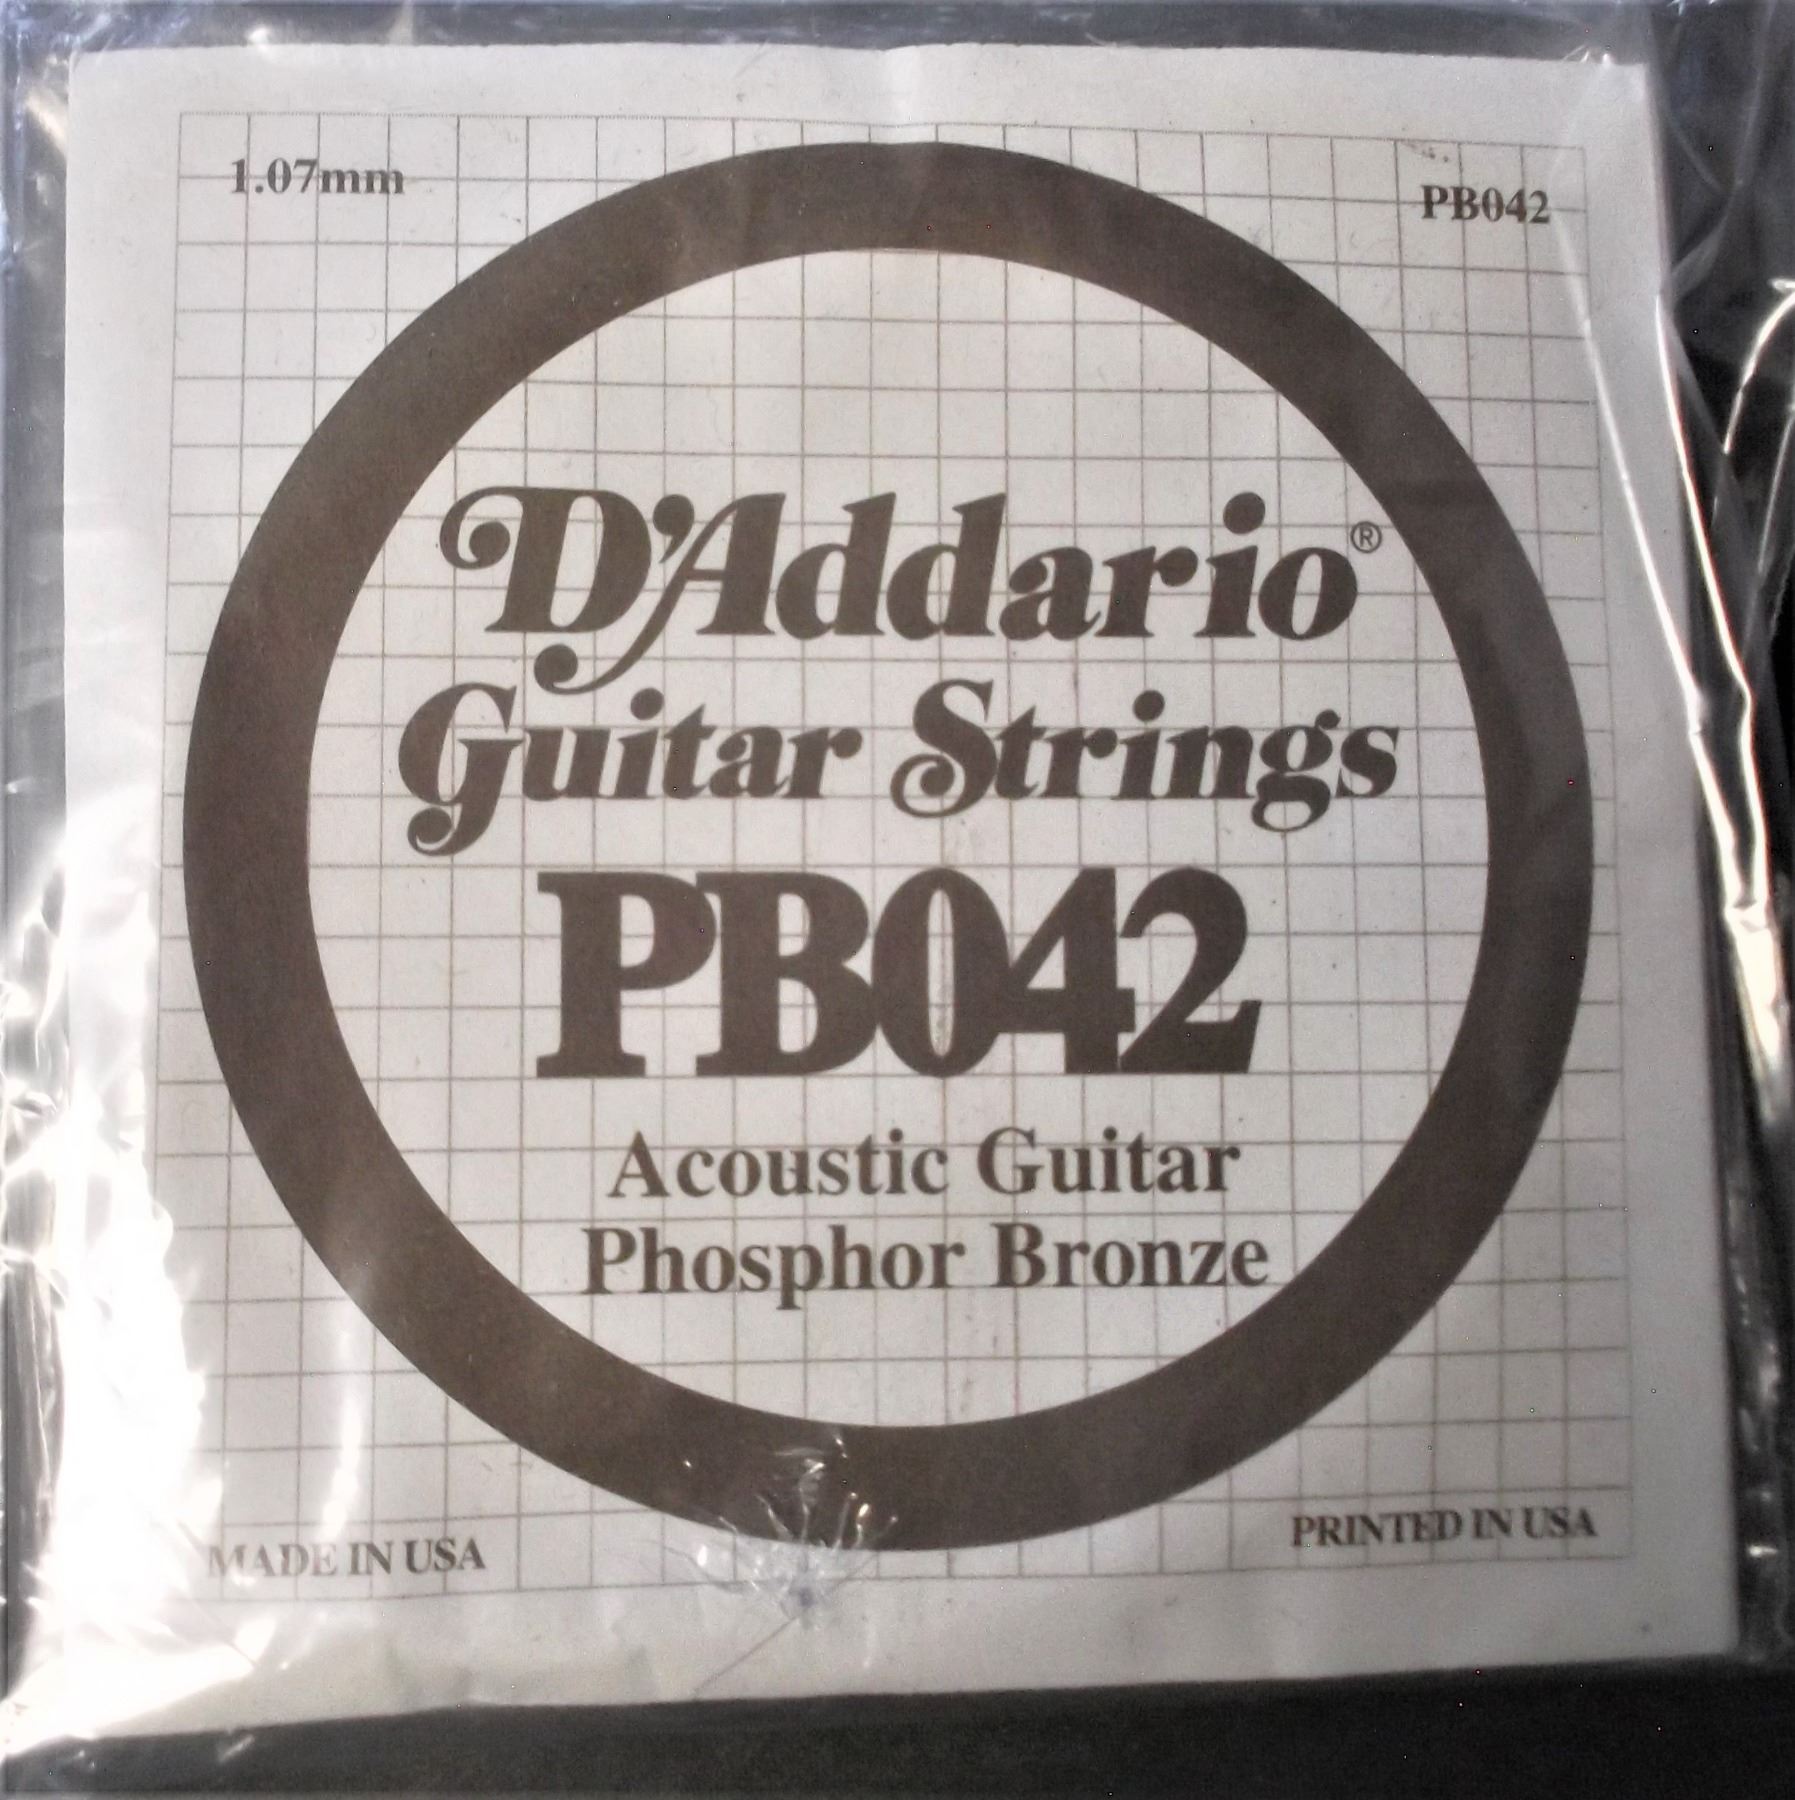 1.07mm
PB042
D'Addario®
Guitar Strings
PB042
Acoustic Guitar
Phosphor Bronze
MADE IN USA
PRINTED IN USA